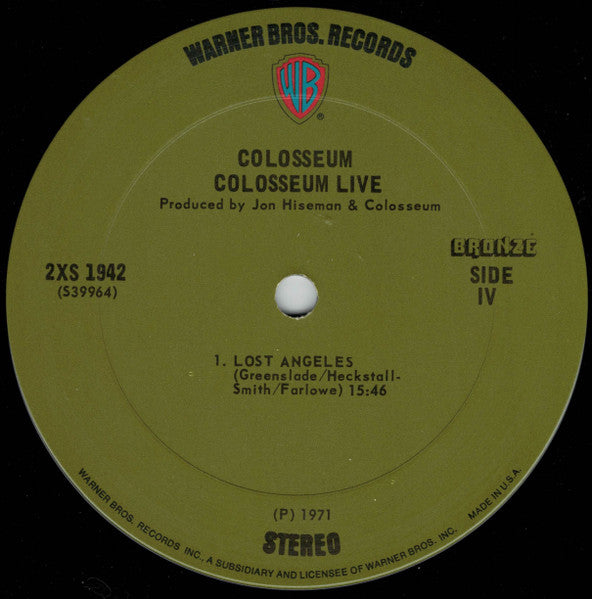 WARNER BROS. RECORDS
WB
®
COLOSSEUM
COLOSSEUM LIVE
Produced by Jon Hiseman & Colosseum
BRONZE
2XS 1942
(S39964)
SIDE
IV
1. LOST ANGELES
(Greenslade/Heckstall-
Smith/Farlowe) 15:46
(P) 1971
STEREO
WARNER BROS. RECORDS INC., A SUBSIDIARY AND LICENSEE OF WARNER BROS. INC. MADE IN U.S.A.